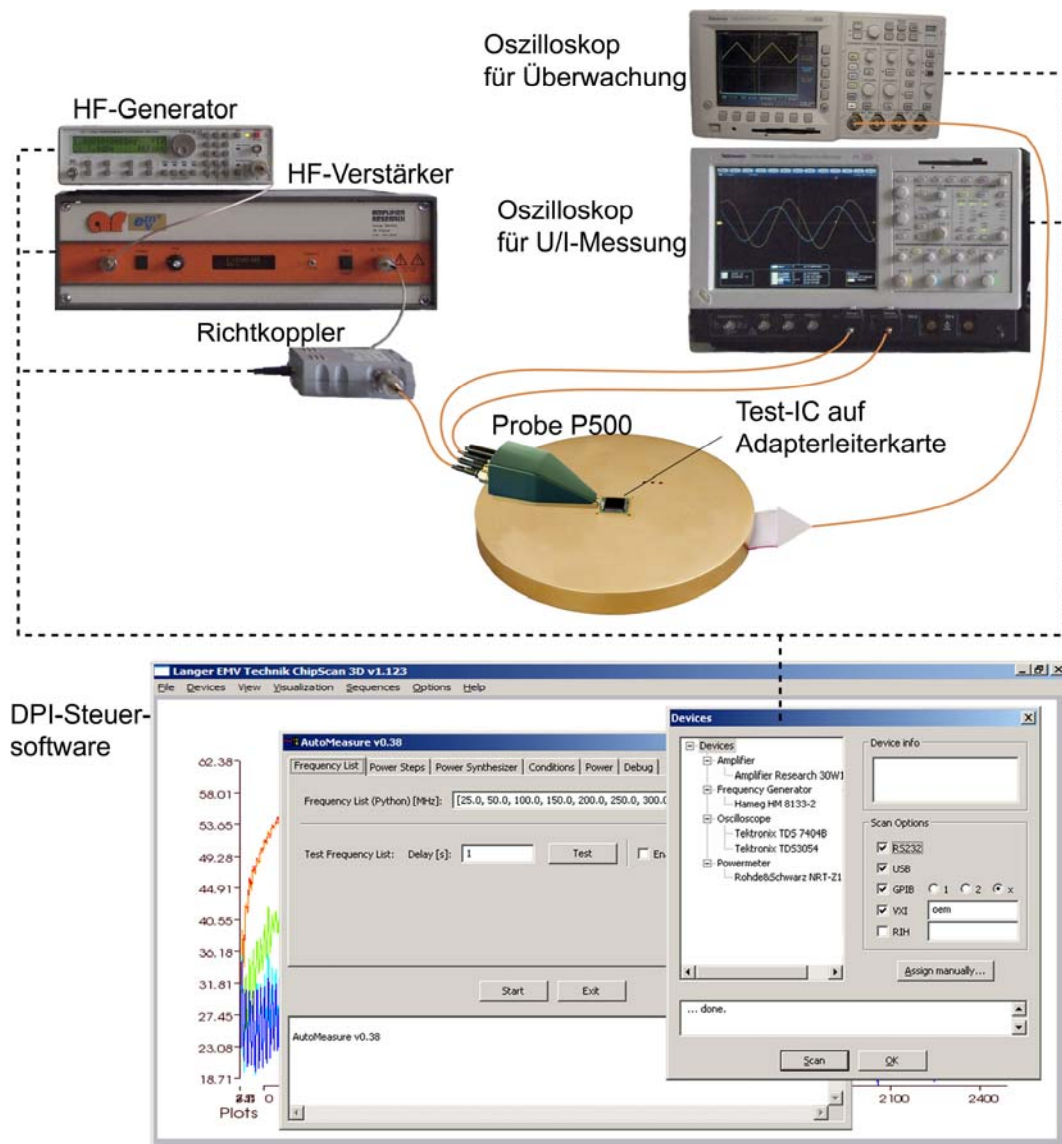 Oszilloskop
für Überwachung
HF-Generator
HF-Verstärker
ar
AMPLIFIER
RESEARCH
Oszilloskop
für U/I-Messung
Tektronix
Richtkoppler
Probe P500
Test-IC auf
Adapterleiterkarte
DPI-Steuer-
software
Langer EMV Technik ChipScan 3D v1.123
File Devices View Visualization Sequences Options Help
62.38
58.01
53.65
49.28
44.91
40.55
36.18
31.81
27.45
23.08
18.71
0
2100
2400
Plots
AutoMeasure v0.38
Frequency List Power Steps Power Synthesizer Conditions Power Debug
Frequency List (Python) [MHz]: [25.0, 50.0, 100.0, 150.0, 200.0, 250.0, 300.0
Test Frequency List: Delay [s]: 1 Test En
Start Exit
AutoMeasure v0.38
Devices
Devices
Amplifier
Amplifier Research 30W1
Frequency Generator
Hameg HM 8133-2
Oscilloscope
Tektronix TDS 7404B
Tektronix TDS3054
Powermeter
Rohde&Schwarz NRT-Z1
Device info
Scan Options
RS232
USB
GPIB 1 2 x
VXI oem
RIH
Assign manually...
... done.
Scan OK